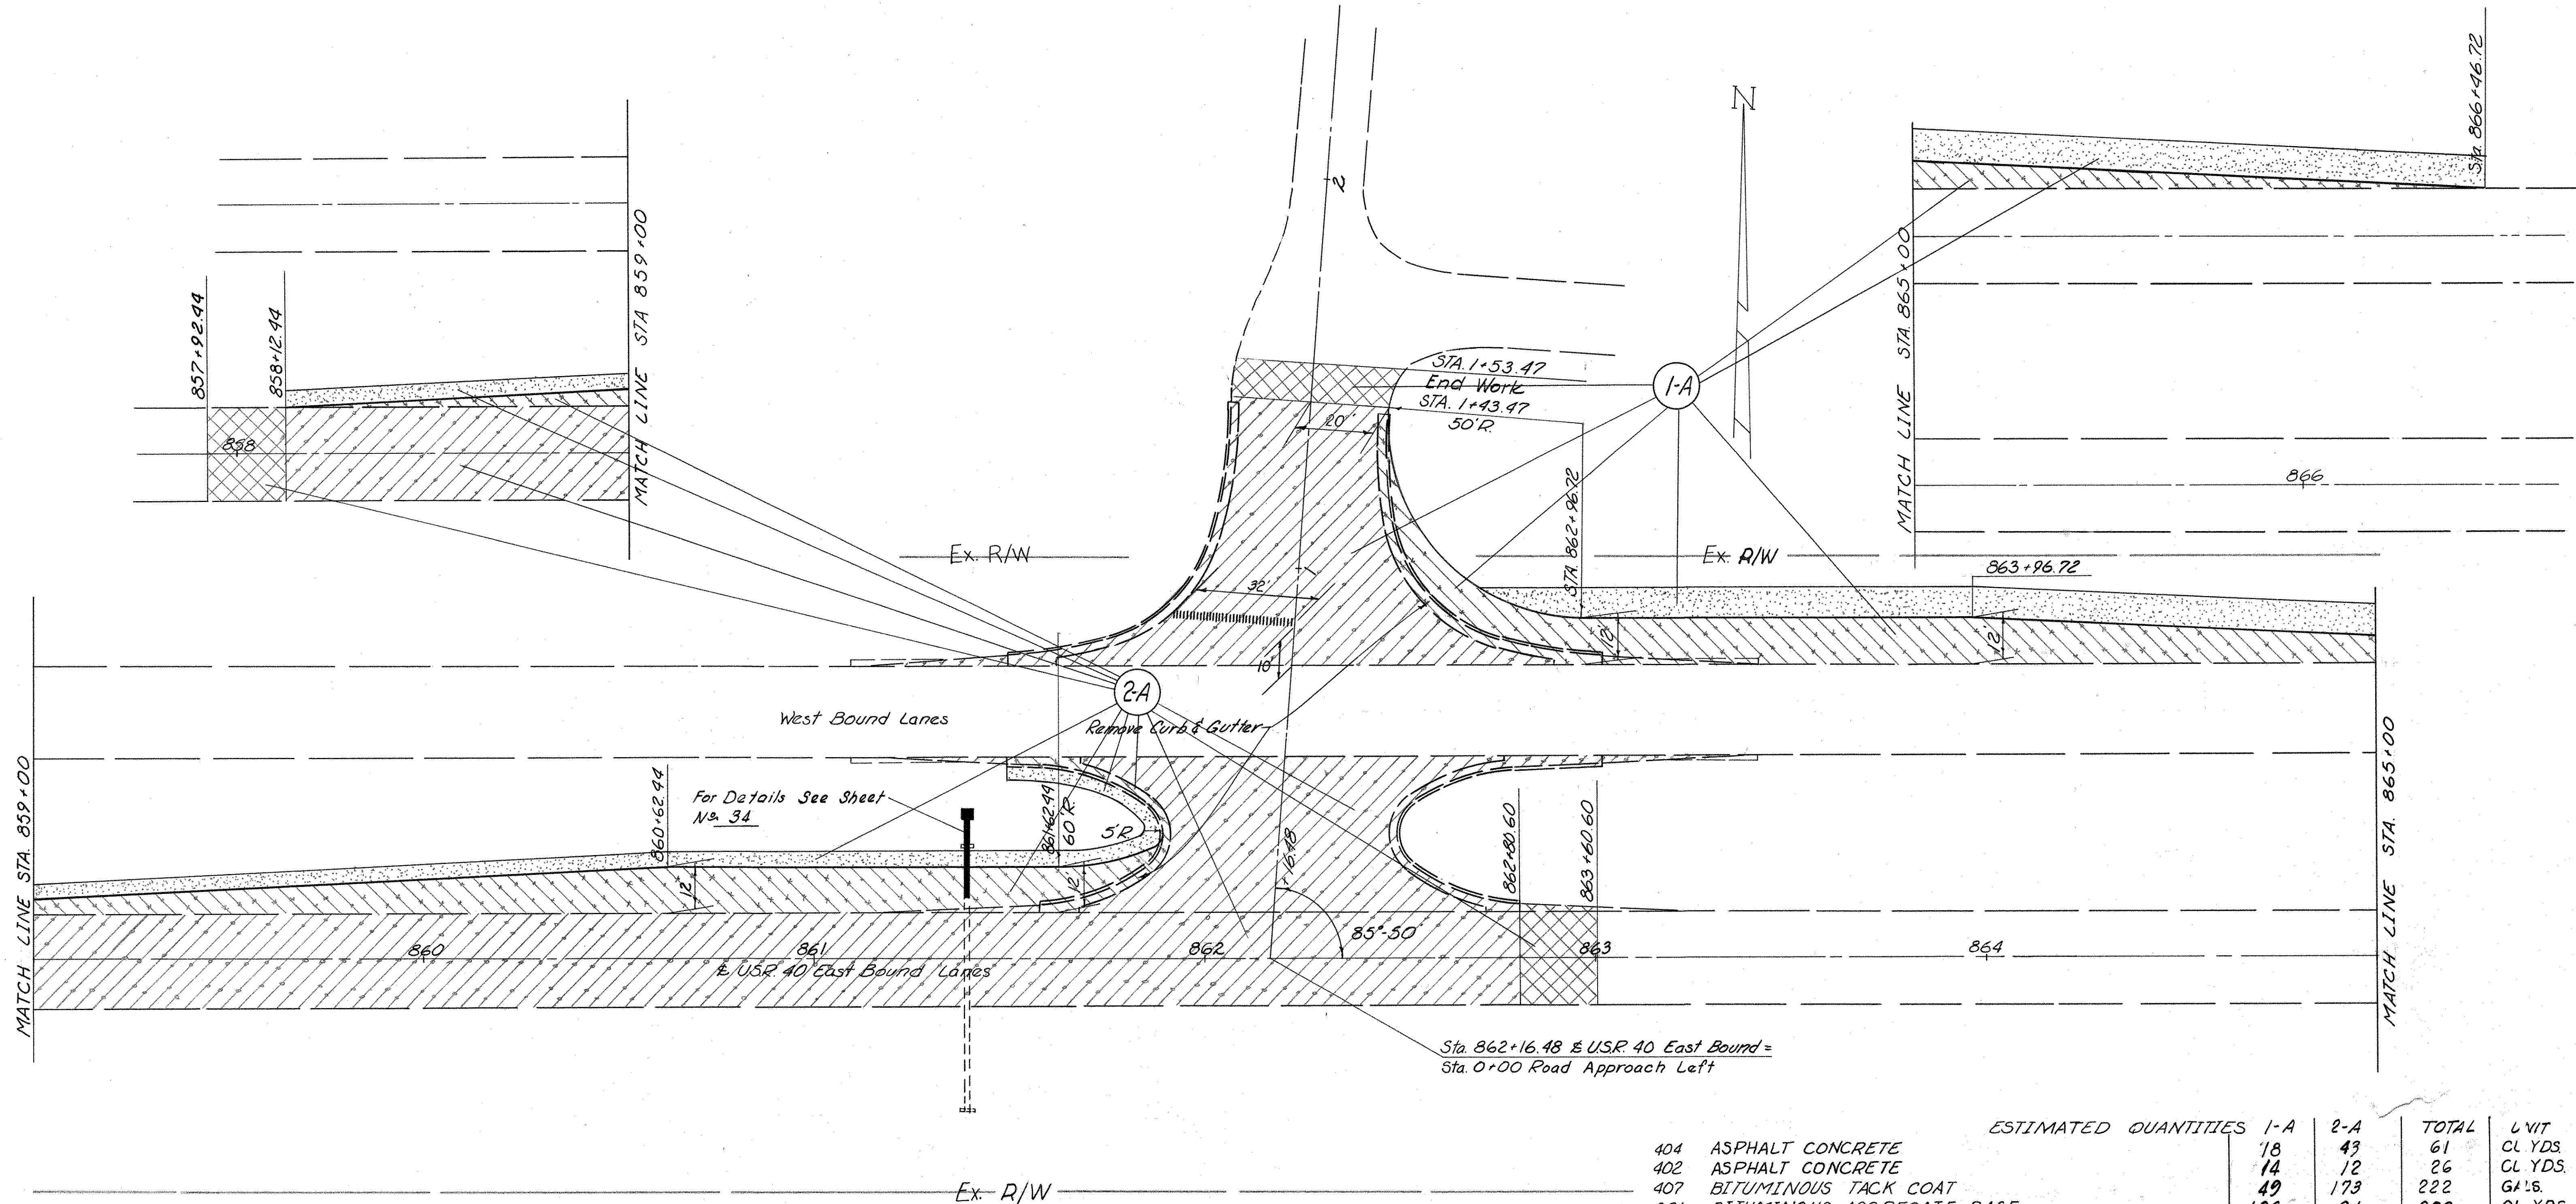 Sta. 866+46.72
N
2
MATCH LINE STA 859+00
857+92.44
858+12.44
858
STA. 1+53.47
End Work
STA. 1+43.47
50'R.
20'
1-A
MATCH LINE STA. 865+00
866
Ex. R/W
STA. 862+96.72
Ex. R/W
863+96.72
32'
1
12'
12'
10'
2-A
West Bound Lanes
Remove Curb & Gutter
MATCH LINE STA. 859+00
860+62.44
For Details See Sheet
No. 34
861+62.44
60'R.
5'R.
+16.48
862+80.60
863+60.60
MATCH LINE STA. 865+00
12'
12'
85°-50'
860
861
862
863
864
℄ U.S.R. 40 East Bound Lanes
Sta. 862+16.48 ℄ U.S.R. 40 East Bound =
Sta. 0+00 Road Approach Left
ESTIMATED QUANTITIES 1-A 2-A TOTAL UNIT
404 ASPHALT CONCRETE 18 43 61 CU. YDS.
402 ASPHALT CONCRETE 14 12 26 CU. YDS.
407 BITUMINOUS TACK COAT 49 173 222 GALS.
Ex. R/W